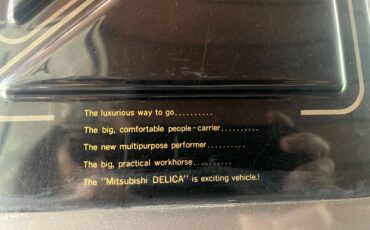 The luxurious way to go..........
The big, comfortable people-carrier..........
The new multipurpose performer..........
The big, practical workhorse..........
The "Mitsubishi DELICA" is exciting vehicle.!